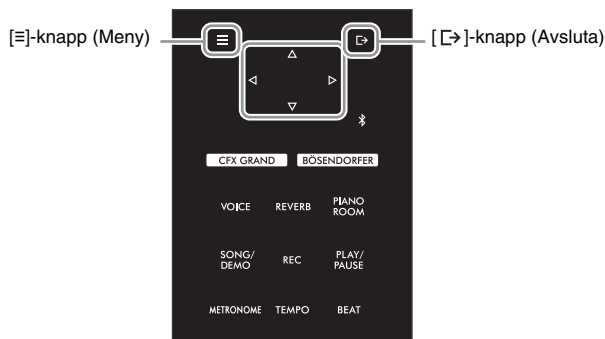 [≡]-knapp (Meny)
[ ]-knapp (Avsluta)
CFX GRAND BÖSENDORFER
VOICE REVERB PIANO
ROOM
SONG/
DEMO REC PLAY/
PAUSE
METRONOME TEMPO BEAT